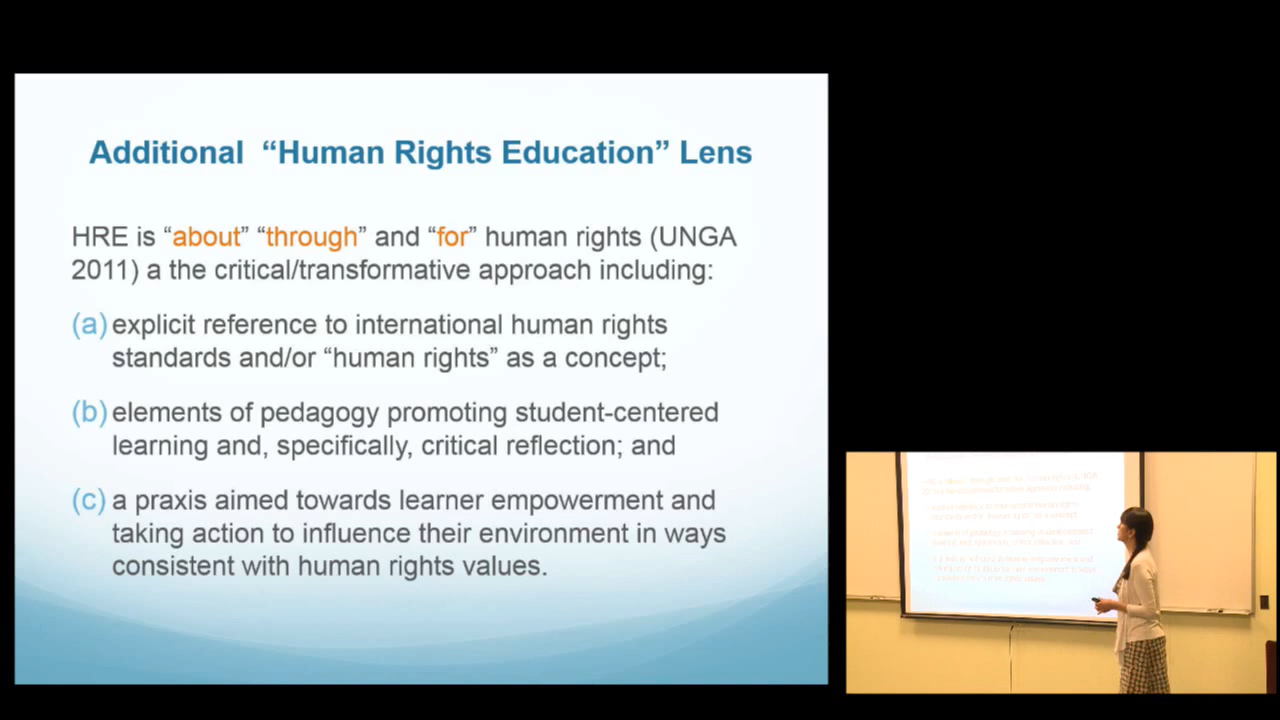 Additional “Human Rights Education” Lens
HRE is “about” “through” and “for” human rights (UNGA
2011) a the critical/transformative approach including:
(a) explicit reference to international human rights
standards and/or “human rights” as a concept;
(b) elements of pedagogy promoting student-centered
learning and, specifically, critical reflection; and
(c) a praxis aimed towards learner empowerment and
taking action to influence their environment in ways
consistent with human rights values.